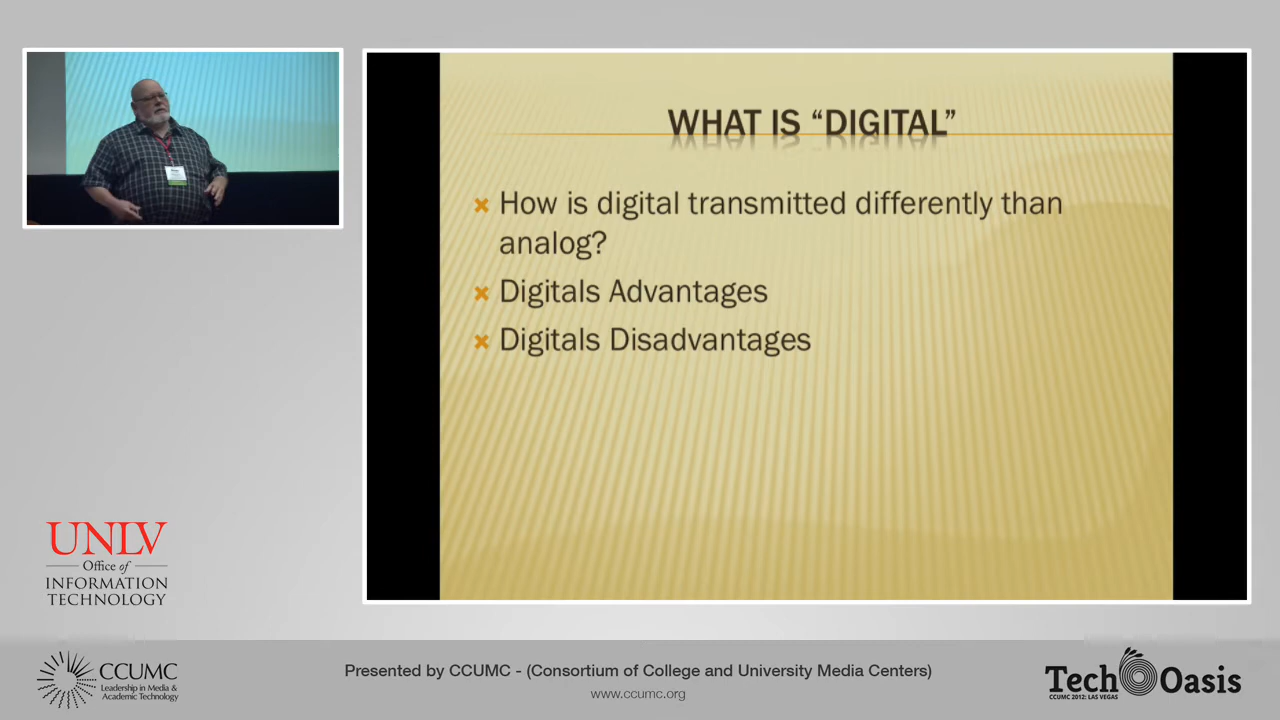 WHAT IS “DIGITAL”
How is digital transmitted differently than
analog?
Digitals Advantages
Digitals Disadvantages
UNLV
Office of
INFORMATION
TECHNOLOGY
CCUMC
Leadership in Media &
Academic Technology
Presented by CCUMC - (Consortium of College and University Media Centers)
www.ccumc.org
Tech Oasis
CCUMC 2012: LAS VEGAS